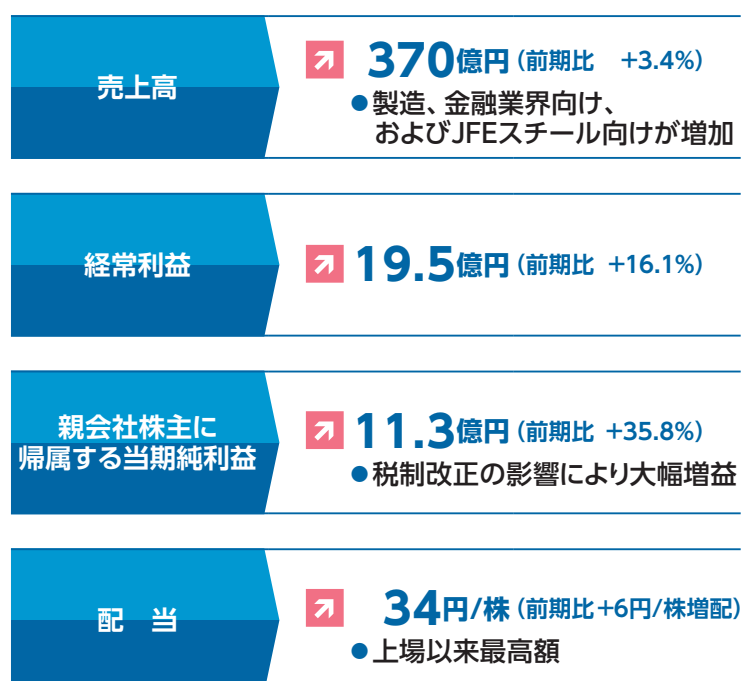 売上高
370億円（前期比　+3.4%）
●製造、金融業界向け、
およびJFEスチール向けが増加
経常利益
19.5億円（前期比 +16.1%）
親会社株主に
帰属する当期純利益
11.3億円（前期比 +35.8%）
●税制改正の影響により大幅増益
配　当
34円/株（前期比+6円/株増配）
●上場以来最高額